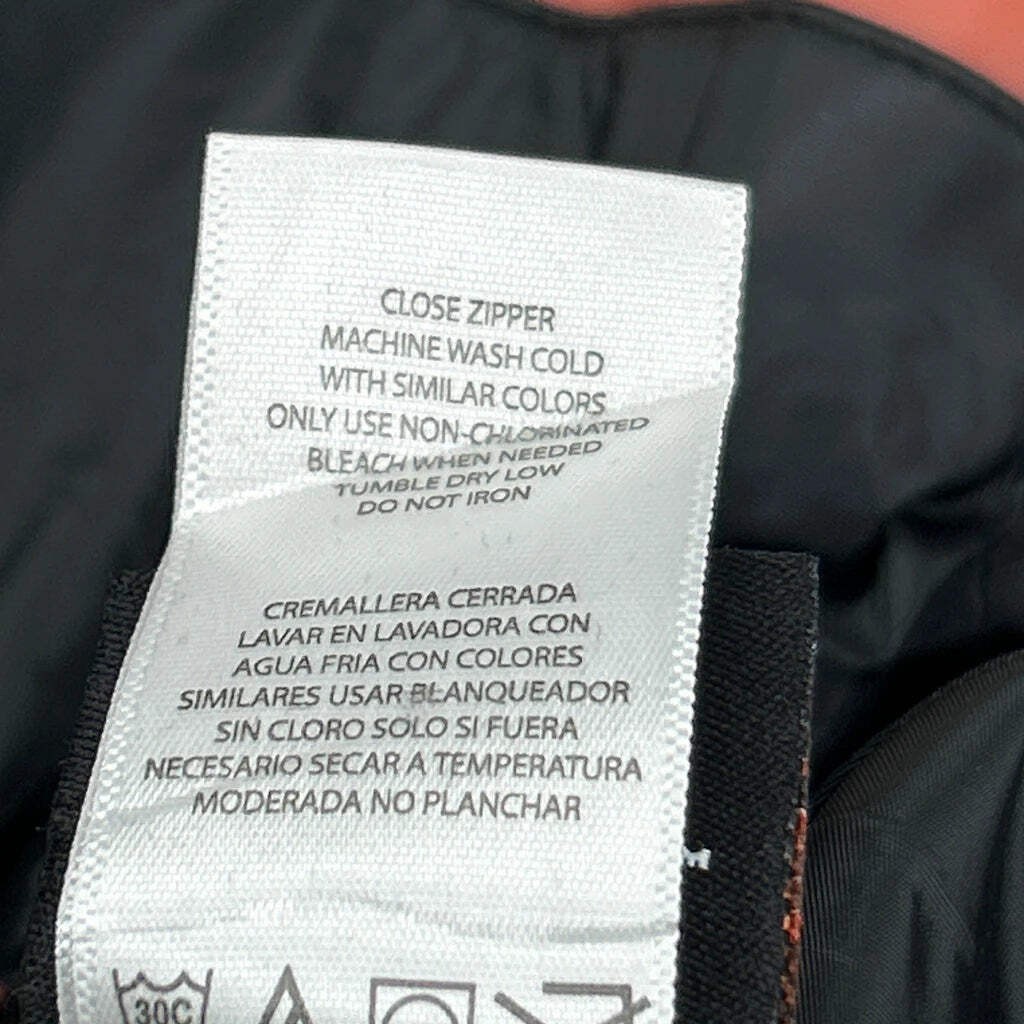 CLOSE ZIPPER
MACHINE WASH COLD
WITH SIMILAR COLORS
ONLY USE NON-CHLORINATED
BLEACH WHEN NEEDED
TUMBLE DRY LOW
DO NOT IRON
CREMALLERA CERRADA
LAVAR EN LAVADORA CON
AGUA FRIA CON COLORES
SIMILARES USAR BLANQUEADOR
SIN CLORO SOLO SI FUERA
NECESARIO SECAR A TEMPERATURA
MODERADA NO PLANCHAR
30C